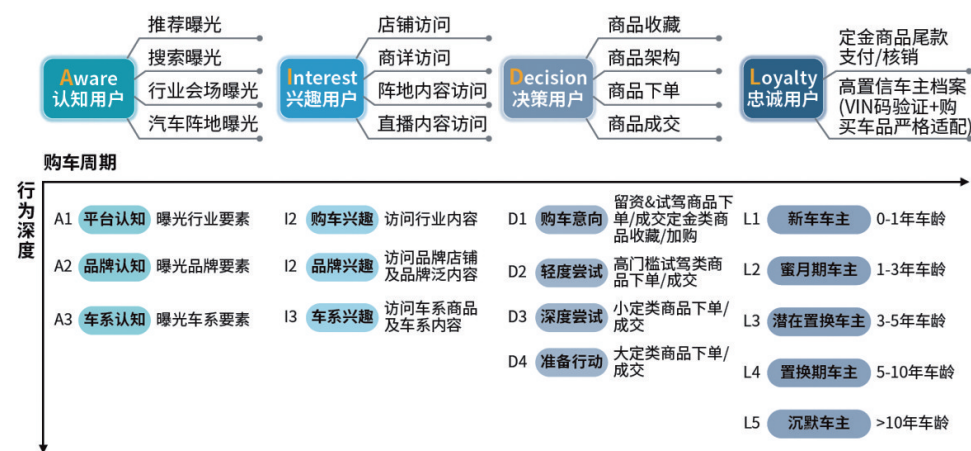 推荐曝光
搜索曝光
行业会场曝光
汽车阵地曝光
Aware
认知用户
店铺访问
商详访问
阵地内容访问
直播内容访问
Interest
兴趣用户
商品收藏
商品架构
商品下单
商品成交
Decision
决策用户
定金商品尾款
支付/核销
高置信车主档案
(VIN码验证+购
买车品严格适配)
Loyalty
忠诚用户
购车周期
行为深度
A1 平台认知 曝光行业要素
A2 品牌认知 曝光品牌要素
A3 车系认知 曝光车系要素
I2 购车兴趣 访问行业内容
I2 品牌兴趣 访问品牌店铺
及品牌泛内容
I3 车系兴趣 访问车系商品
及车系内容
D1 购车意向 留资&试驾商品下
单/成交定金类商
品收藏/加购
D2 轻度尝试 高门槛试驾类商
品下单/成交
D3 深度尝试 小定类商品下单/
成交
D4 准备行动 大定类商品下单/
成交
L1 新车车主 0-1年车龄
L2 蜜月期车主 1-3年车龄
L3 潜在置换车主 3-5年车龄
L4 置换期车主 5-10年车龄
L5 沉默车主 >10年车龄